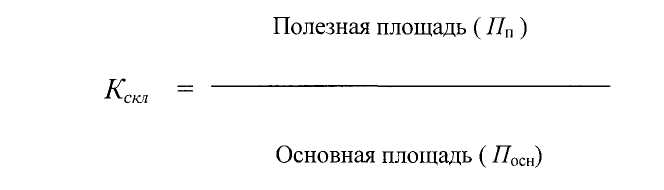 Полезная площадь ( Пп )
Кскл =
Основная площадь ( Посн)